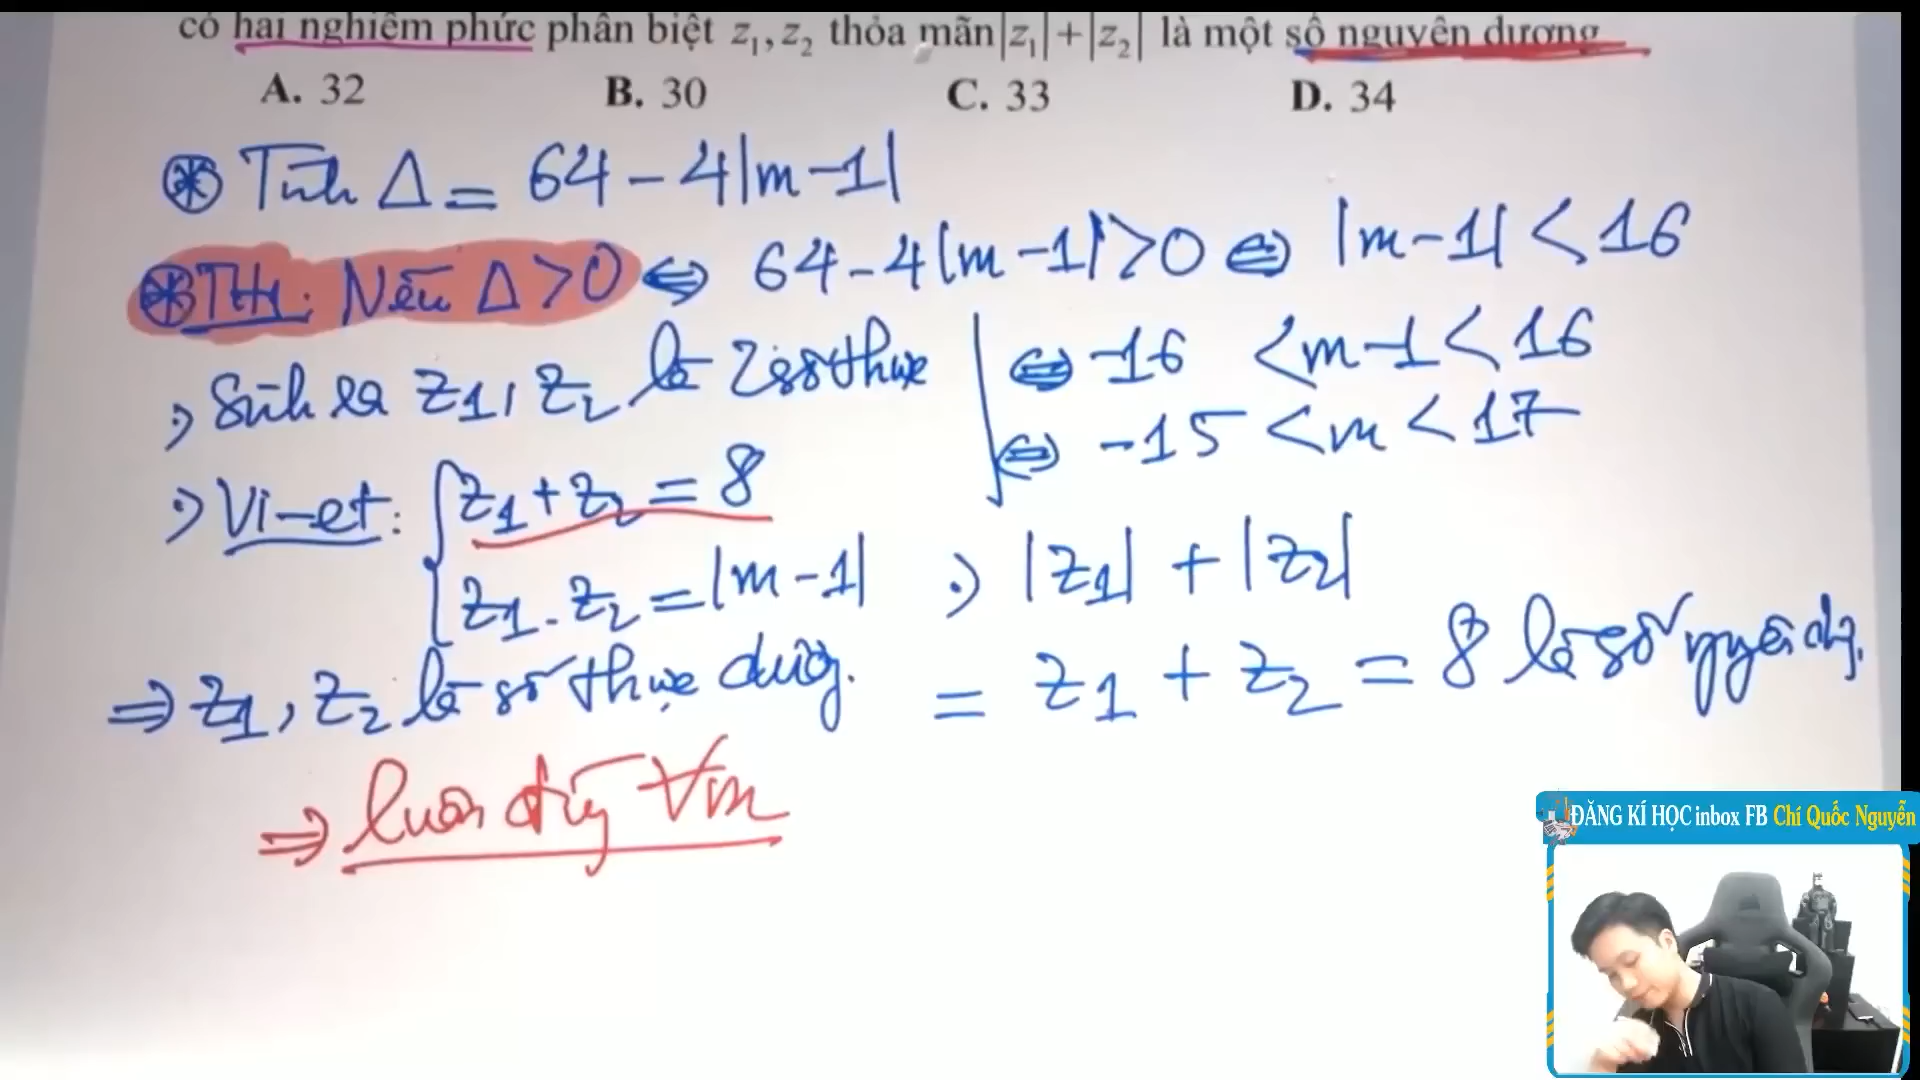 có hai nghiệm phức phân biệt z₁, z₂ thỏa mãn |z₁| + |z₂| là một số nguyên dương
A. 32 B. 30 C. 33 D. 34
⊛ Tính Δ = 64 - 4|m-1|
⊛ TH1: Nếu Δ > 0 ⇔ 64 - 4|m-1| > 0 ⇔ |m-1| < 16
Sinh ra z₁, z₂ là 2 số thực ⇔ -16 < m-1 < 16
⇔ -15 < m < 17
Vi-et: { z₁ + z₂ = 8
z₁ . z₂ = |m-1|
⇒ z₁, z₂ là số thực dương.
|z₁| + |z₂|
= z₁ + z₂ = 8 là số nguyên dg.
⇒ luôn đúng ∀m
ĐĂNG KÍ HỌC inbox FB Chí Quốc Nguyễn